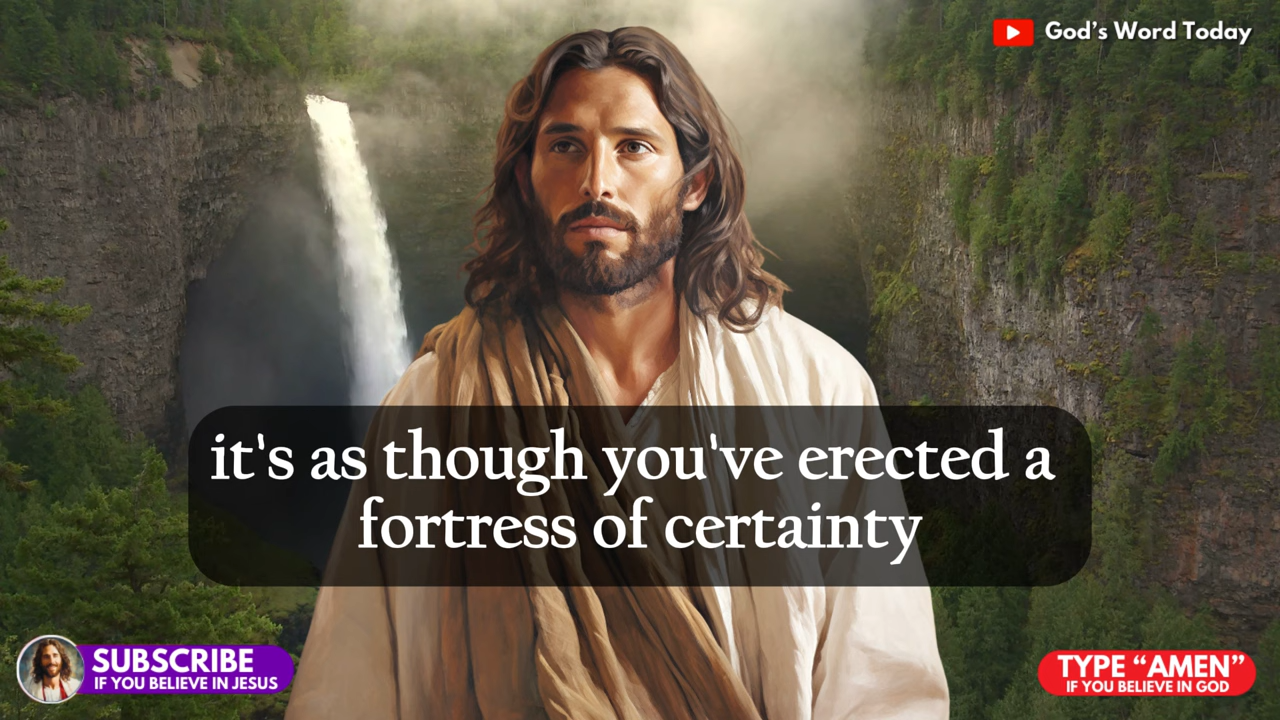 God's Word Today
it's as though you've erected a
fortress of certainty
SUBSCRIBE
IF YOU BELIEVE IN JESUS
TYPE “AMEN”
IF YOU BELIEVE IN GOD